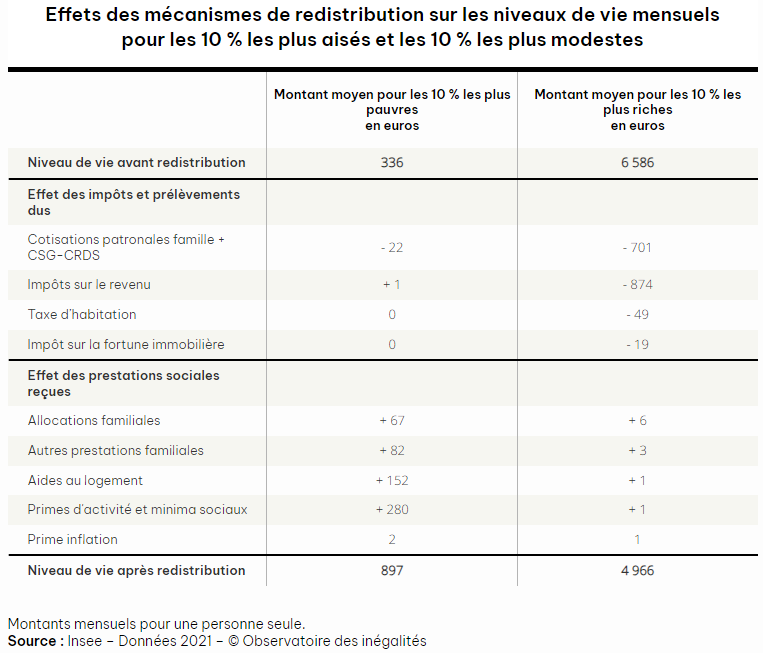 Effets des mécanismes de redistribution sur les niveaux de vie mensuels
pour les 10 % les plus aisés et les 10 % les plus modestes
Montant moyen pour les 10 % les plus
pauvres
en euros
Montant moyen pour les 10 % les
plus riches
en euros
Niveau de vie avant redistribution 336 6 586
Effet des impôts et prélèvements
dus
Cotisations patronales famille +
CSG-CRDS
- 22 - 701
Impôts sur le revenu + 1 - 874
Taxe d'habitation 0 - 49
Impôt sur la fortune immobilière 0 - 19
Effet des prestations sociales
reçues
Allocations familiales + 67 + 6
Autres prestations familiales + 82 + 3
Aides au logement + 152 + 1
Primes d'activité et minima sociaux + 280 + 1
Prime inflation 2 1
Niveau de vie après redistribution 897 4 966
Montants mensuels pour une personne seule.
Source : Insee – Données 2021 – © Observatoire des inégalités